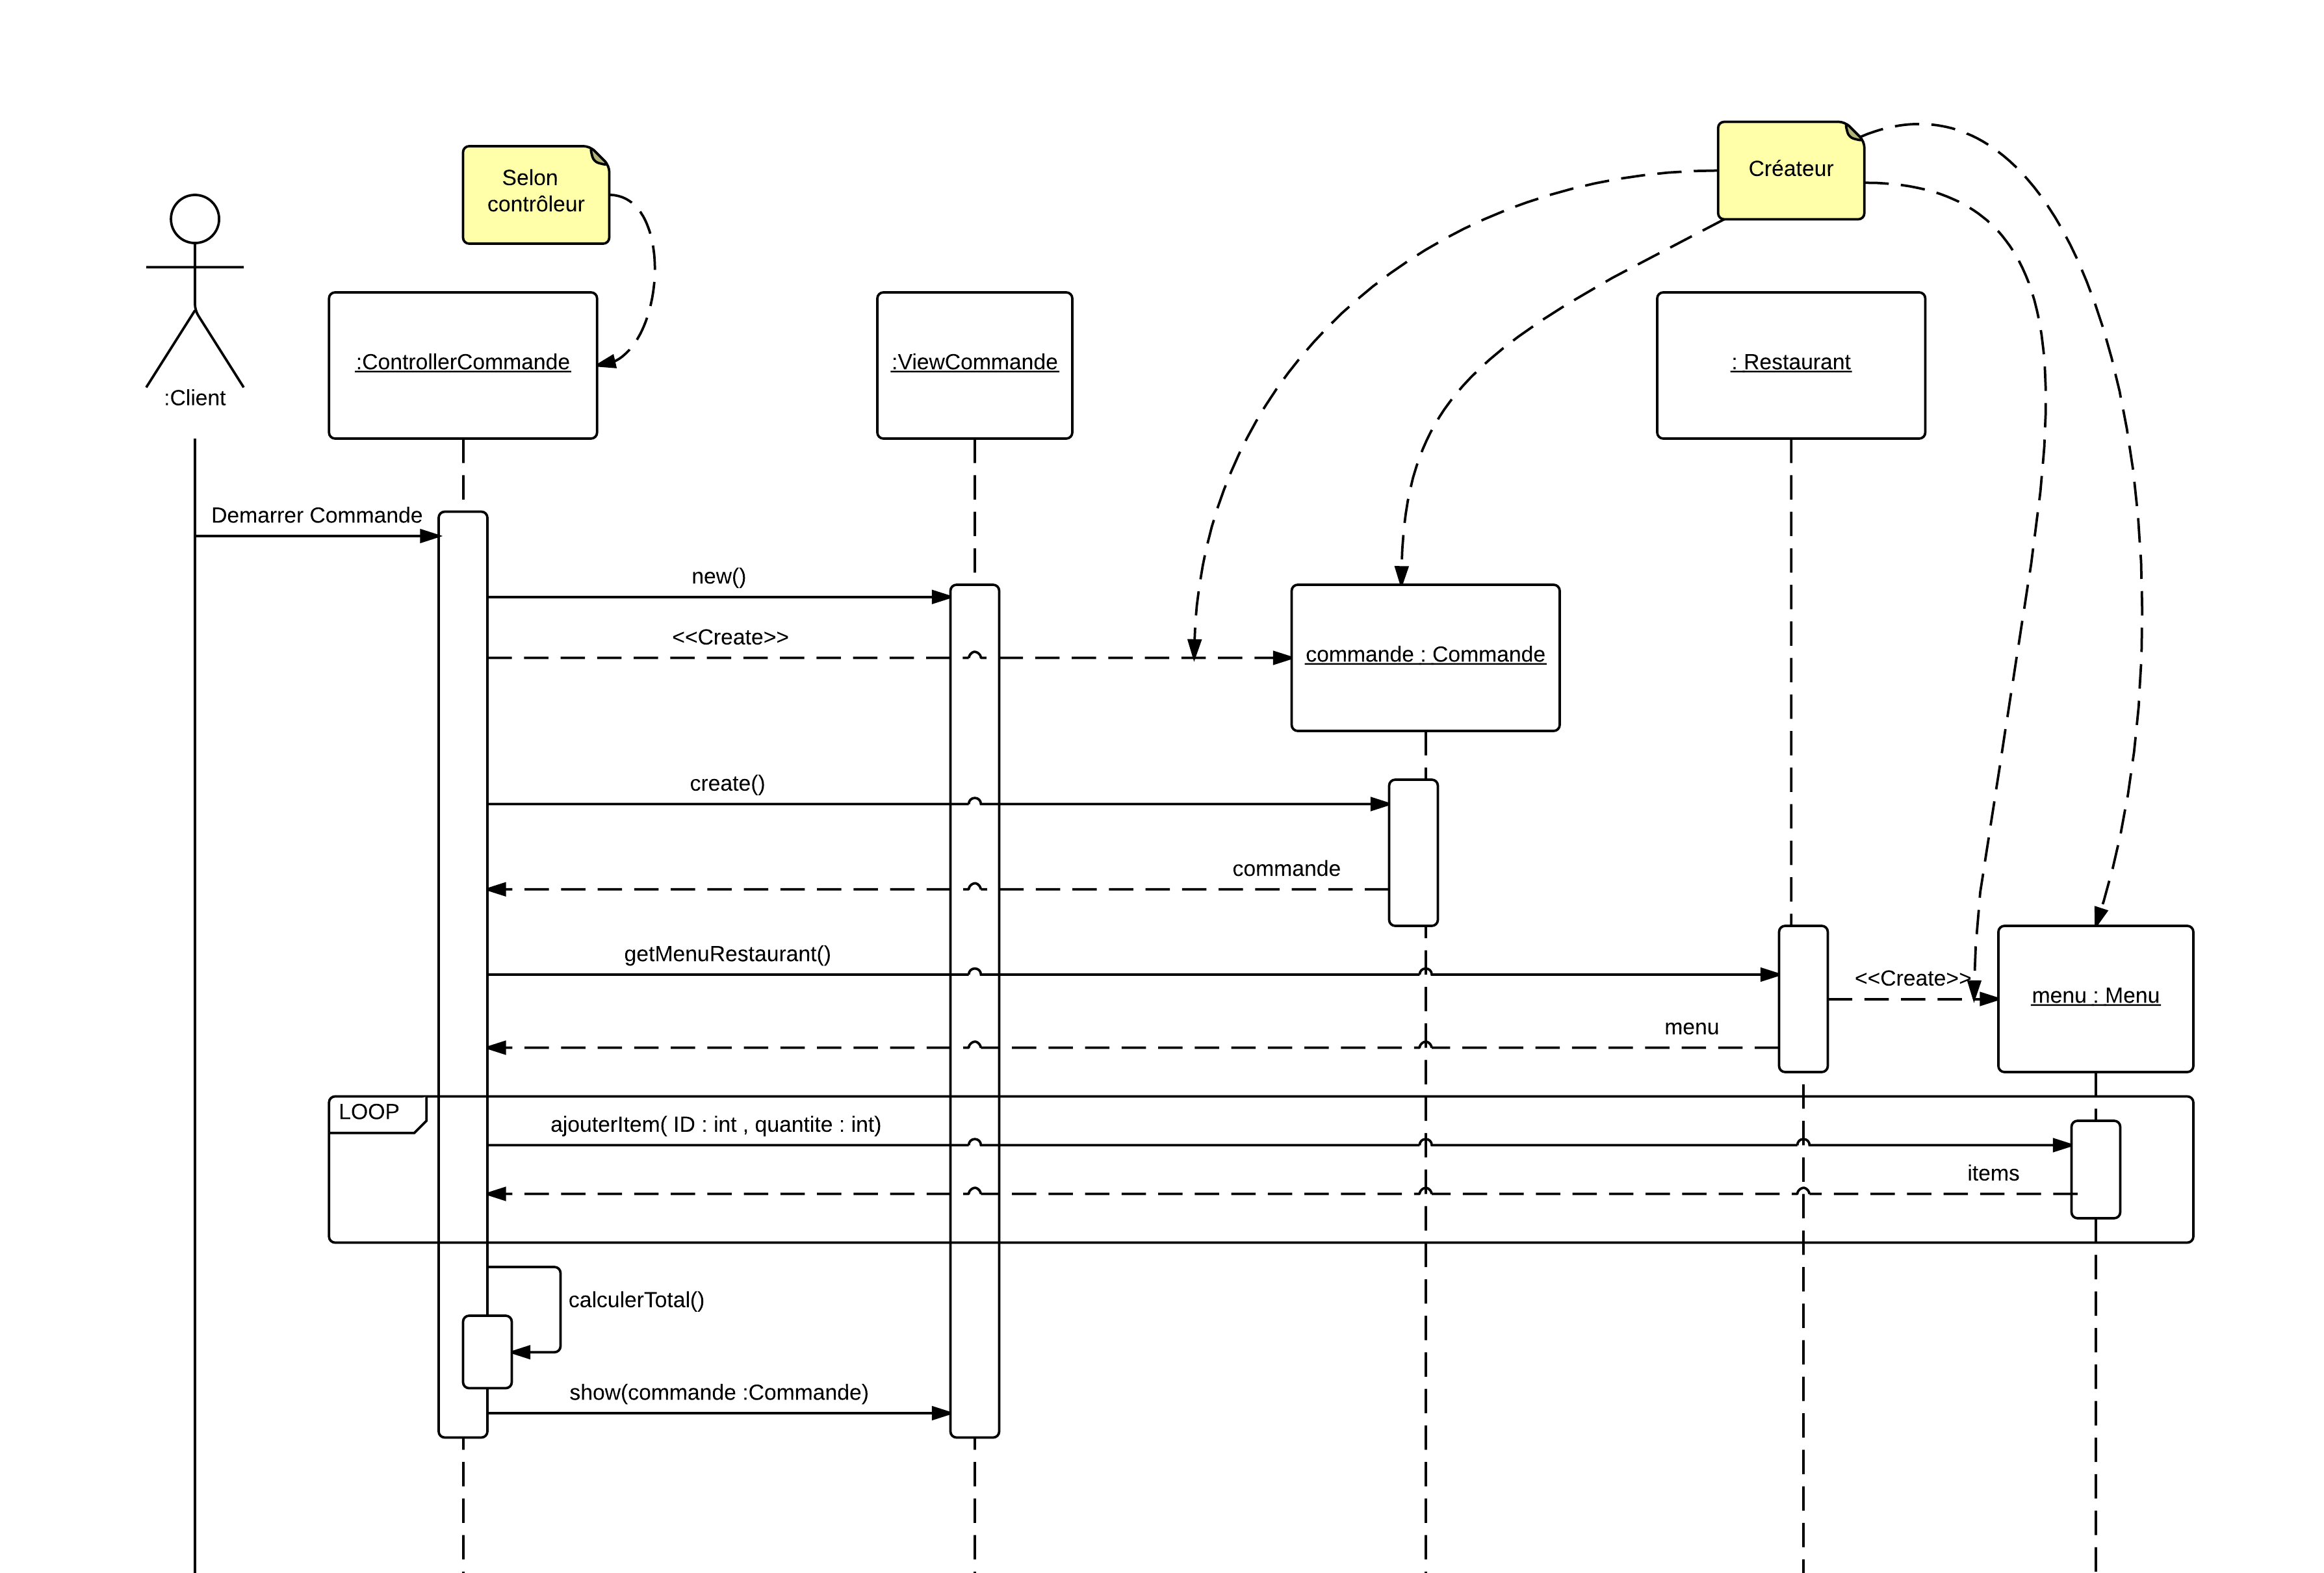 Créateur
Selon
contrôleur
:ControllerCommande
:ViewCommande
: Restaurant
:Client
Demarrer Commande
new()
<<Create>>
commande : Commande
create()
commande
getMenuRestaurant()
<<Create>>
menu : Menu
menu
LOOP
ajouterItem( ID : int , quantite : int)
items
calculerTotal()
show(commande :Commande)